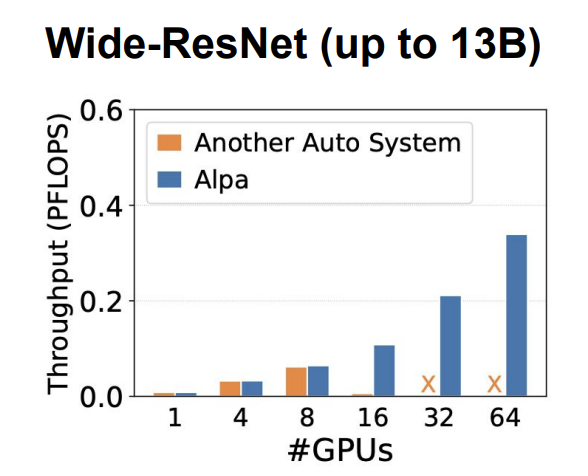 Wide-ResNet (up to 13B)
Throughput (PFLOPS)
0.6
0.4
0.2
0.0
Another Auto System
Alpa
X X
1 4 8 16 32 64
#GPUs